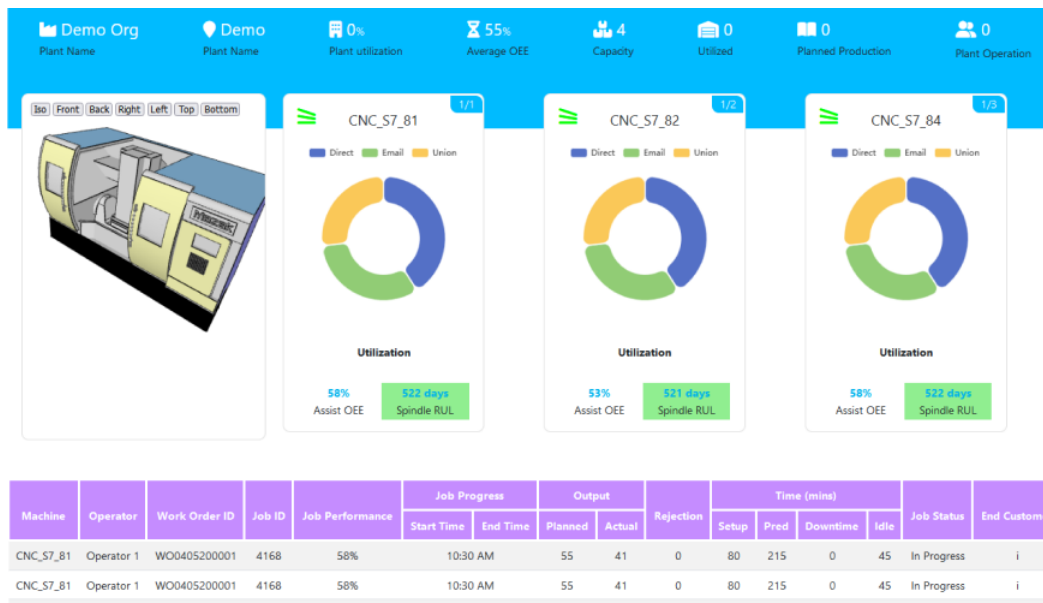 Demo Org
Plant Name
Demo
Plant Name
0%
Plant utilization
55%
Average OEE
4
Capacity
0
Utilized
0
Planned Production
0
Plant Operation
Iso Front Back Right Left Top Bottom
1/1
CNC_S7_81
Direct Email Union
Utilization
58% 522 days
Assist OEE Spindle RUL
1/2
CNC_S7_82
Direct Email Union
Utilization
53% 521 days
Assist OEE Spindle RUL
1/3
CNC_S7_84
Direct Email Union
Utilization
58% 522 days
Assist OEE Spindle RUL
Job Progress Output Time (mins)
Machine Operator Work Order ID Job ID Job Performance Rejection Job Status End Custom
Start Time End Time Planned Actual Setup Pred Downtime Idle
CNC_S7_81 Operator 1 WO0405200001 4168 58% 10:30 AM 55 41 0 80 215 0 45 In Progress i
CNC_S7_81 Operator 1 WO0405200001 4168 58% 10:30 AM 55 41 0 80 215 0 45 In Progress i